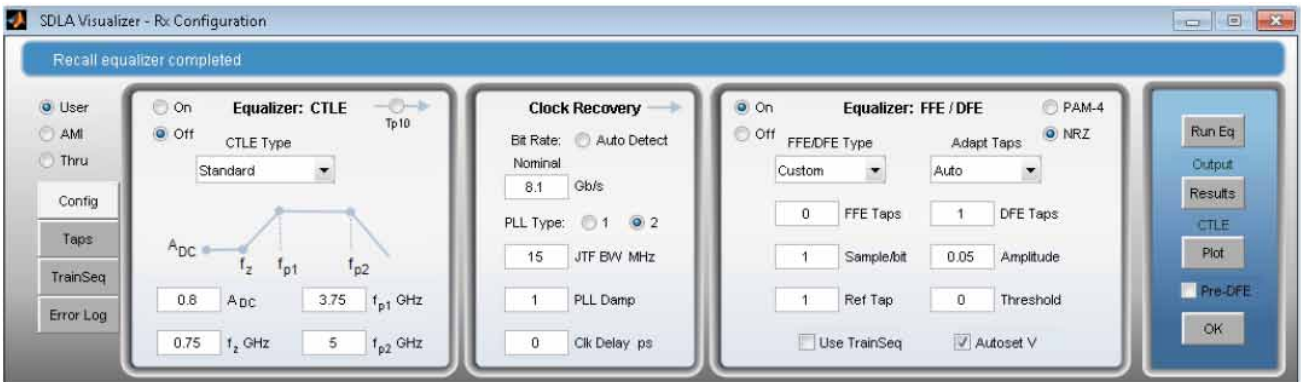 SDLA Visualizer - Rx Configuration
Recall equalizer completed
User
AMI
Thru
Config
Taps
TrainSeq
Error Log
On Equalizer: CTLE Tp10
Off
CTLE Type
Standard
ADC fz fp1 fp2
0.8 ADC 3.75 fp1 GHz
0.75 fz GHz 5 fp2 GHz
Clock Recovery
Bit Rate: Auto Detect
Nominal
8.1 Gb/s
PLL Type: 1 2
15 JTF BW MHz
1 PLL Damp
0 Clk Delay ps
On Equalizer: FFE / DFE PAM-4
Off NRZ
FFE/DFE Type Adapt Taps
Custom Auto
0 FFE Taps 1 DFE Taps
1 Sample/bit 0.05 Amplitude
1 Ref Tap 0 Threshold
Use TrainSeq Autoset V
Run Eq
Output
Results
CTLE
Plot
Pre-DFE
OK